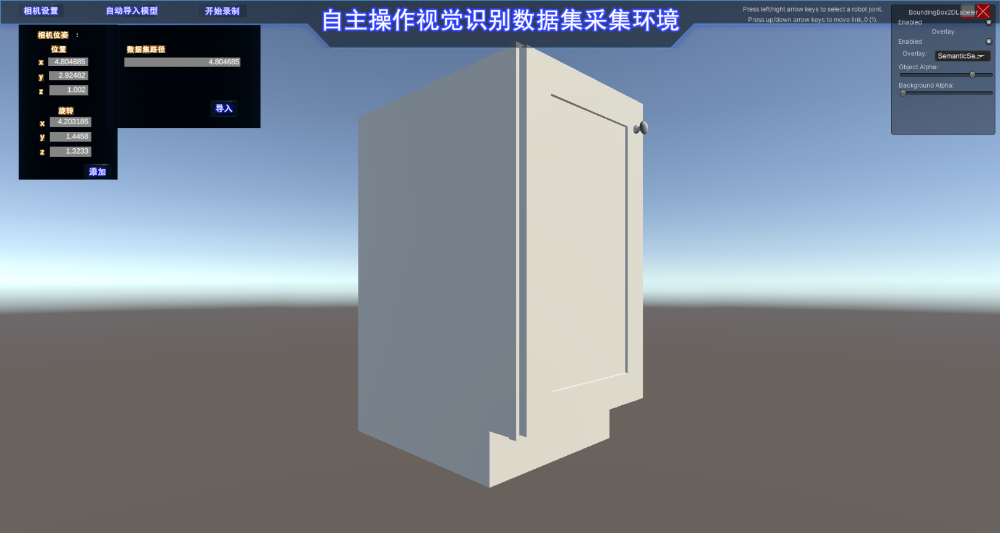 相机设置
自动导入模型
开始录制
自主操作视觉识别数据集采集环境
Press left/right arrow keys to select a robot joint.
Press up/down arrow keys to move link_0 (1).
相机位姿 :
位置
x 4.804685
y 2.92482
z 1.002
旋转
x 4.203185
y 1.4458
z 1.3233
添加
数据集路径
4.804685
导入
BoundingBox2DLabeler
Enabled
Overlay
Enabled
Overlay: SemanticSe...
Object Alpha:
Background Alpha: